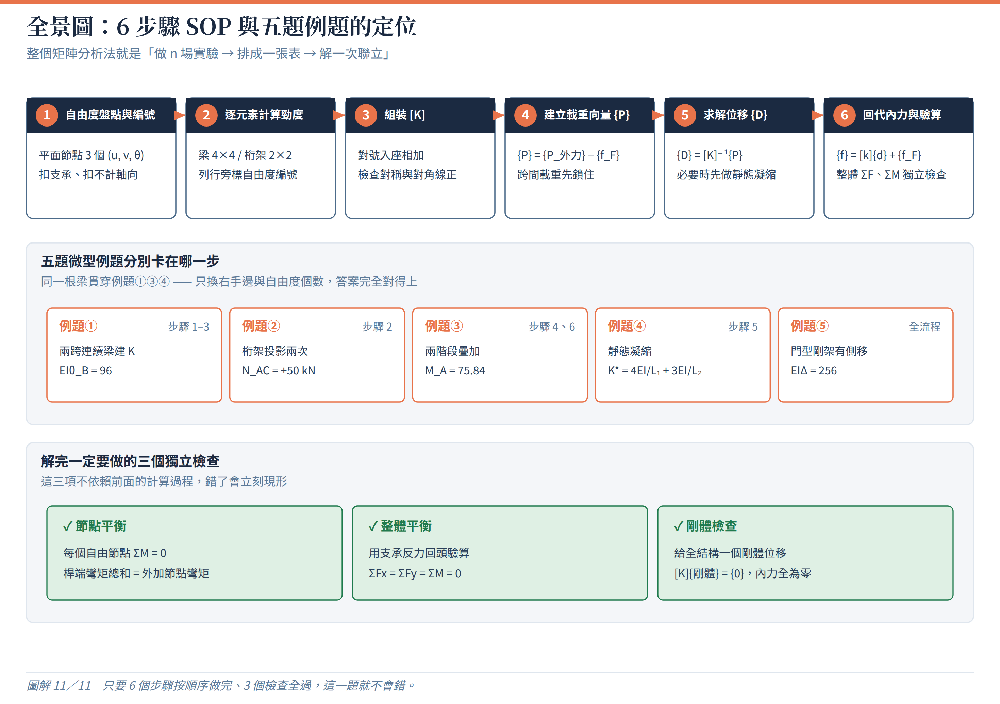 全景圖：6 步驟 SOP 與五題例題的定位
整個矩陣分析法就是「做 n 場實驗 → 排成一張表 → 解一次聯立」
1 自由度盤點與編號
平面節點 3 個 (u, v, θ)
扣支承、扣不計軸向
2 逐元素計算勁度
梁 4×4 / 桁架 2×2
列行旁標自由度編號
3 組裝 [K]
對號入座相加
檢查對稱與對角線正
4 建立載重向量 {P}
{P} = {P_外力} − {f_F}
跨間載重先鎖住
5 求解位移 {D}
{D} = [K]⁻¹{P}
必要時先做靜態凝縮
6 回代內力與驗算
{f} = [k]{d} + {f_F}
整體 ΣF、ΣM 獨立檢查
五題微型例題分別卡在哪一步
同一根梁貫穿例題①③④ —— 只換右手邊與自由度個數，答案完全對得上
例題① 步驟 1–3
兩跨連續梁建 K
EIθ_B = 96
例題② 步驟 2
桁架投影兩次
N_AC = +50 kN
例題③ 步驟 4、6
兩階段疊加
M_A = 75.84
例題④ 步驟 5
靜態凝縮
K* = 4EI/L₁ + 3EI/L₂
例題⑤ 全流程
門型剛架有側移
EIΔ = 256
解完一定要做的三個獨立檢查
這三項不依賴前面的計算過程，錯了會立刻現形
✓ 節點平衡
每個自由節點 ΣM = 0
桿端彎矩總和 = 外加節點彎矩
✓ 整體平衡
用支承反力回頭驗算
ΣFx = ΣFy = ΣM = 0
✓ 剛體檢查
給全結構一個剛體位移
[K]{剛體} = {0}，內力全為零
圖解 11／11 只要 6 個步驟按順序做完、3 個檢查全過，這一題就不會錯。